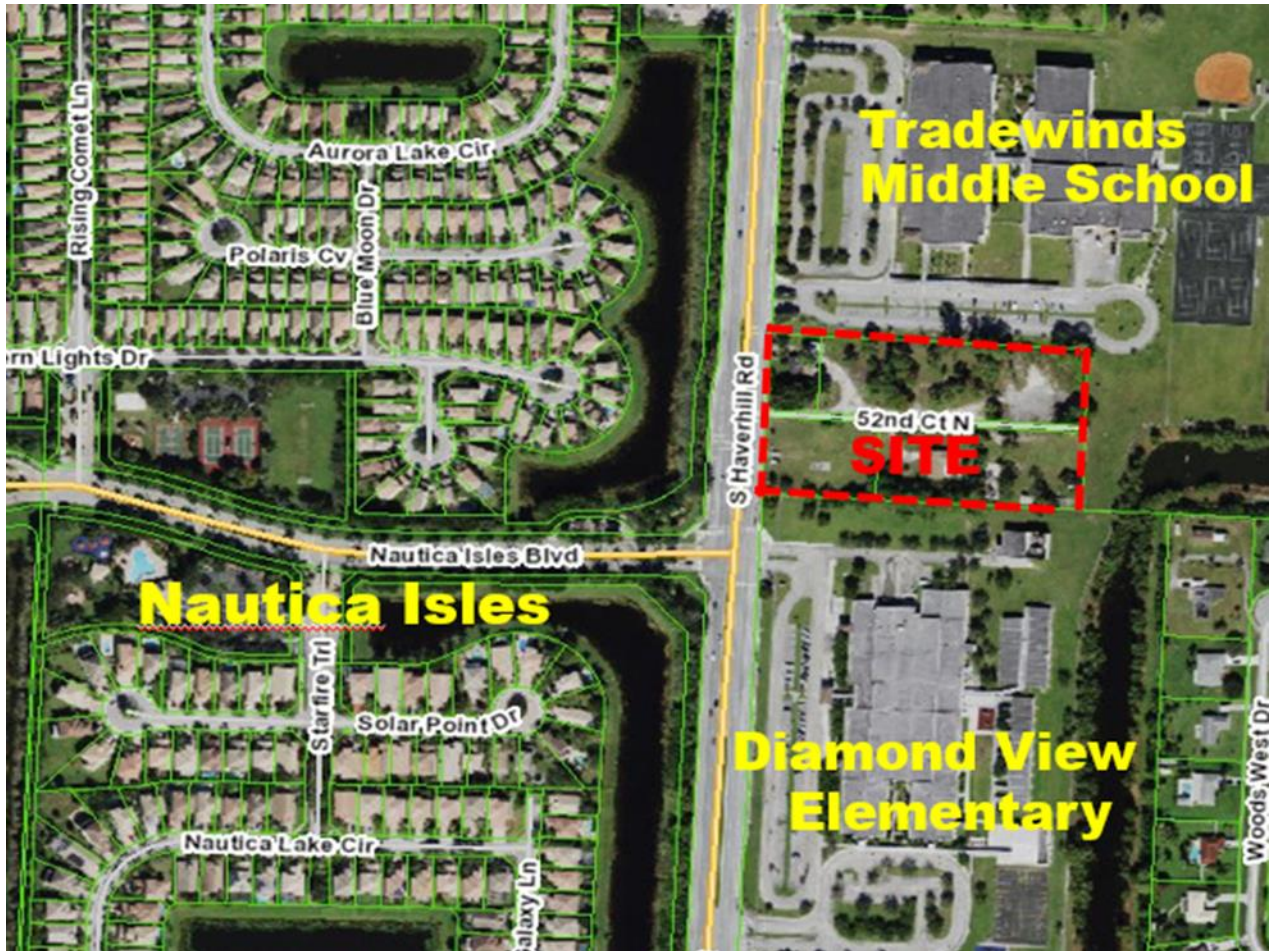 Rising Comet Ln
Aurora Lake Cir
Blue Moon Dr
Polaris Cv
Tradewinds
Middle School
ern Lights Dr
S Haverhill Rd
52nd Ct N
SITE
Nautica Isles Blvd
Nautica Isles
Starfire Trl
Solar Point Dr
Diamond View
Elementary
Nautica Lake Cir
alaxy Ln
Woods West Dr